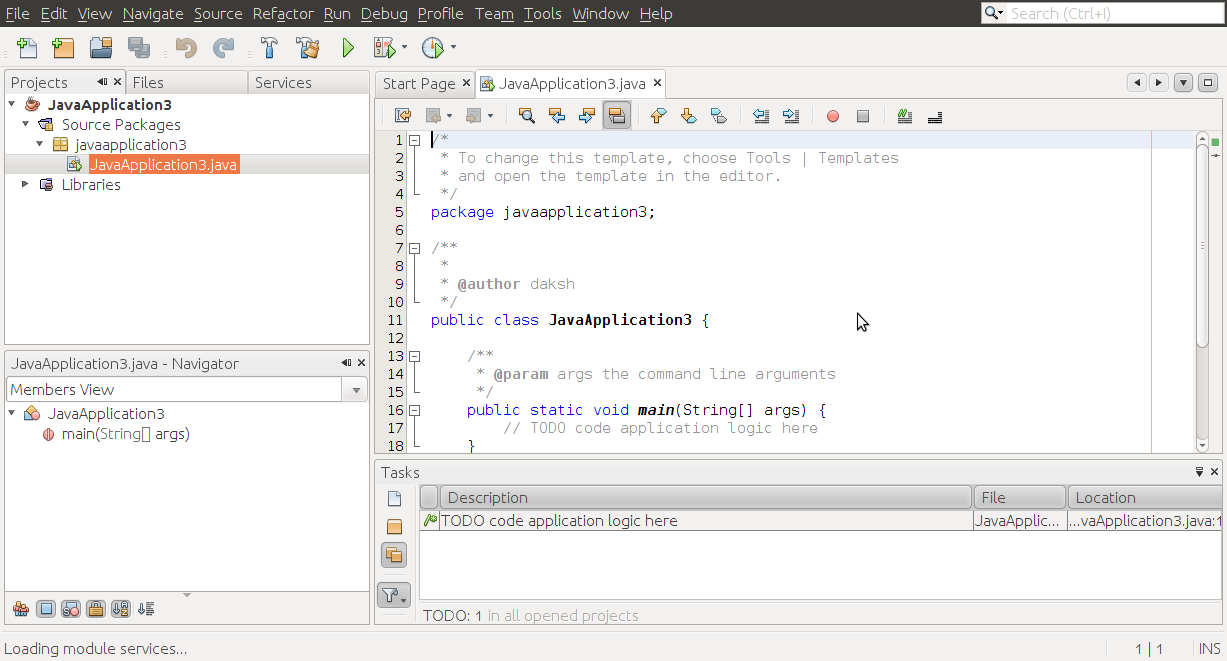 File Edit View Navigate Source Refactor Run Debug Profile Team Tools Window Help Search (Ctrl+I)
Projects Files Services
JavaApplication3
Source Packages
javaapplication3
JavaApplication3.java
Libraries
JavaApplication3.java - Navigator
Members View
JavaApplication3
main(String[] args)
Start Page JavaApplication3.java
1 /*
2 * To change this template, choose Tools | Templates
3 * and open the template in the editor.
4 */
5 package javaapplication3;
6
7 /**
8 *
9 * @author daksh
10 */
11 public class JavaApplication3 {
12
13 /**
14 * @param args the command line arguments
15 */
16 public static void main(String[] args) {
17 // TODO code application logic here
18 }
Tasks
Description File Location
TODO code application logic here JavaApplic... ...vaApplication3.java:1
TODO: 1 in all opened projects
Loading module services... 1 | 1 INS